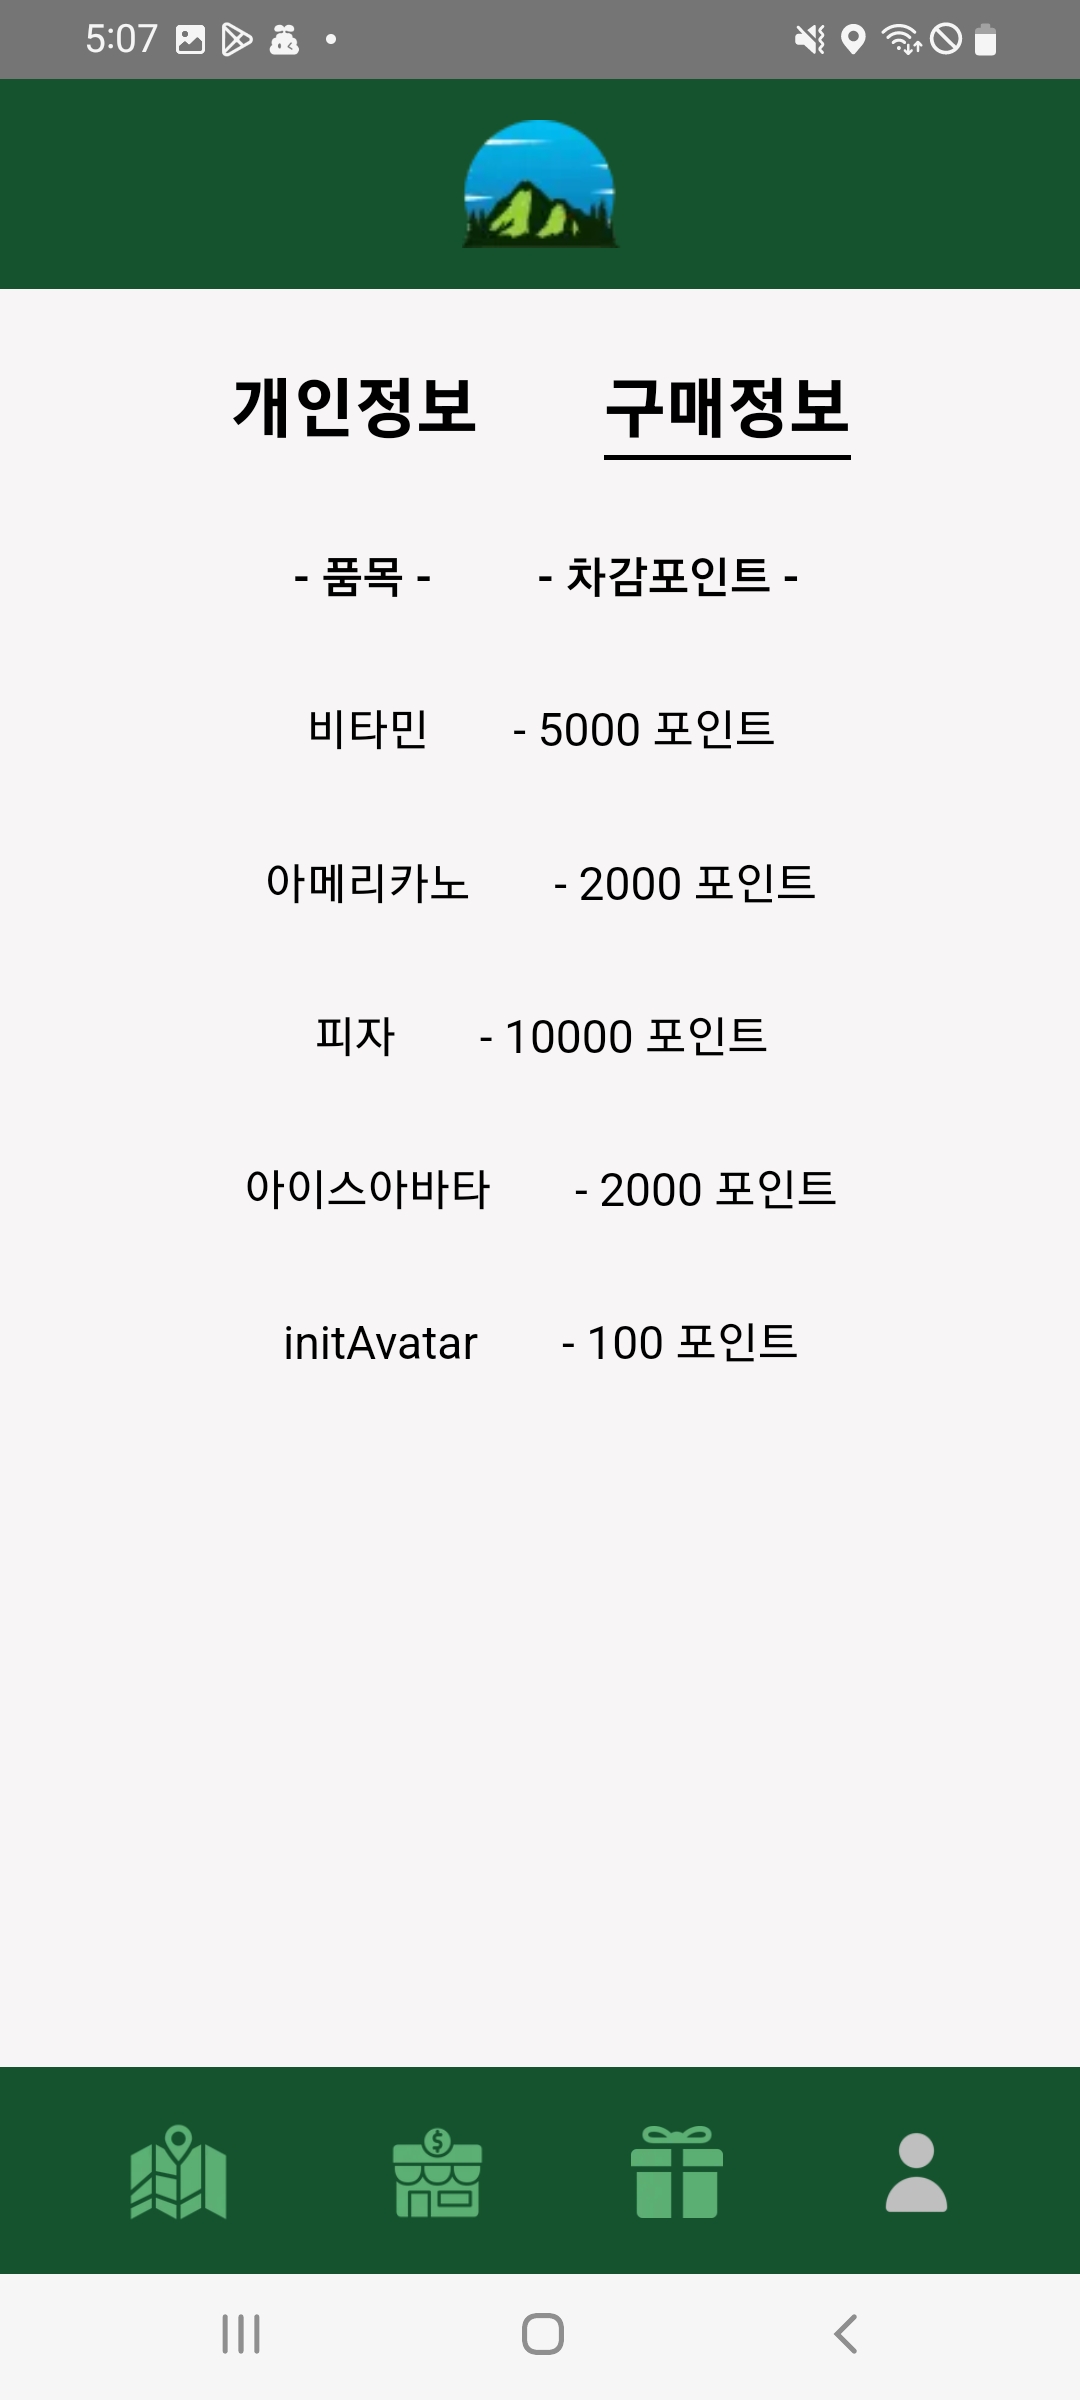 5:07
개인정보 구매정보
- 품목 - - 차감포인트 -
비타민 - 5000 포인트
아메리카노 - 2000 포인트
피자 - 10000 포인트
아이스아바타 - 2000 포인트
initAvatar - 100 포인트